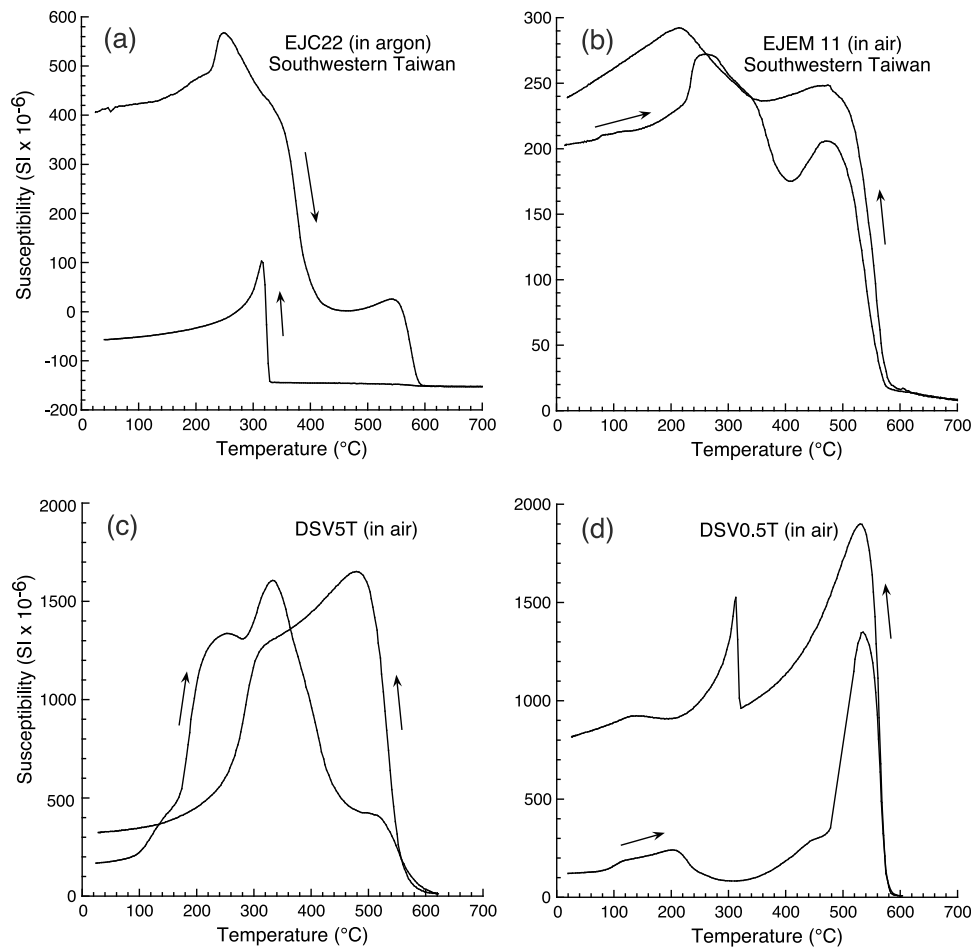 (a)
EJC22 (in argon)
Southwestern Taiwan
Susceptibility (SI x 10-6)
600
500
400
300
200
100
0
-100
-200
0 100 200 300 400 500 600 700
Temperature (°C)
(b)
EJEM 11 (in air)
Southwestern Taiwan
300
250
200
150
100
50
0
0 100 200 300 400 500 600 700
Temperature (°C)
(c)
DSV5T (in air)
Susceptibility (SI x 10-6)
2000
1500
1000
500
0
0 100 200 300 400 500 600 700
Temperature (°C)
(d)
DSV0.5T (in air)
2000
1500
1000
500
0
0 100 200 300 400 500 600 700
Temperature (°C)